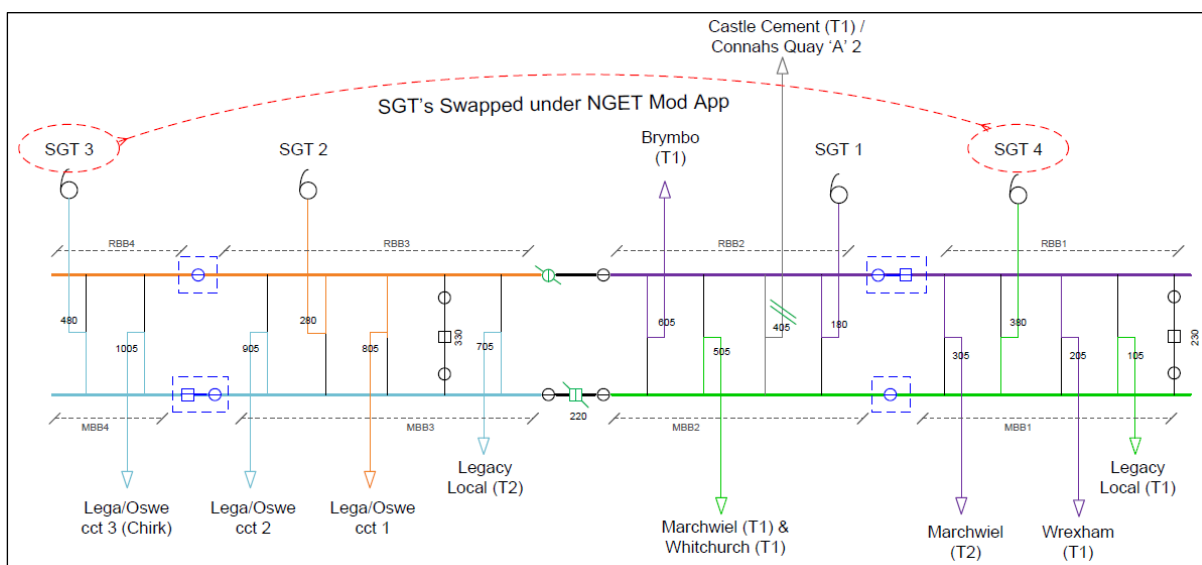 Castle Cement (T1) /
Connahs Quay ‘A’ 2
SGT’s Swapped under NGET Mod App
Brymbo
(T1)
SGT 3
SGT 2
SGT 1
SGT 4
RBB4
RBB3
RBB2
RBB1
480
1005
905
280
805
330
705
605
505
405
180
305
380
205
105
230
220
MBB4
MBB3
MBB2
MBB1
Lega/Oswe
cct 3 (Chirk)
Lega/Oswe
cct 2
Lega/Oswe
cct 1
Legacy
Local (T2)
Marchwiel (T1) &
Whitchurch (T1)
Marchwiel
(T2)
Wrexham
(T1)
Legacy
Local (T1)